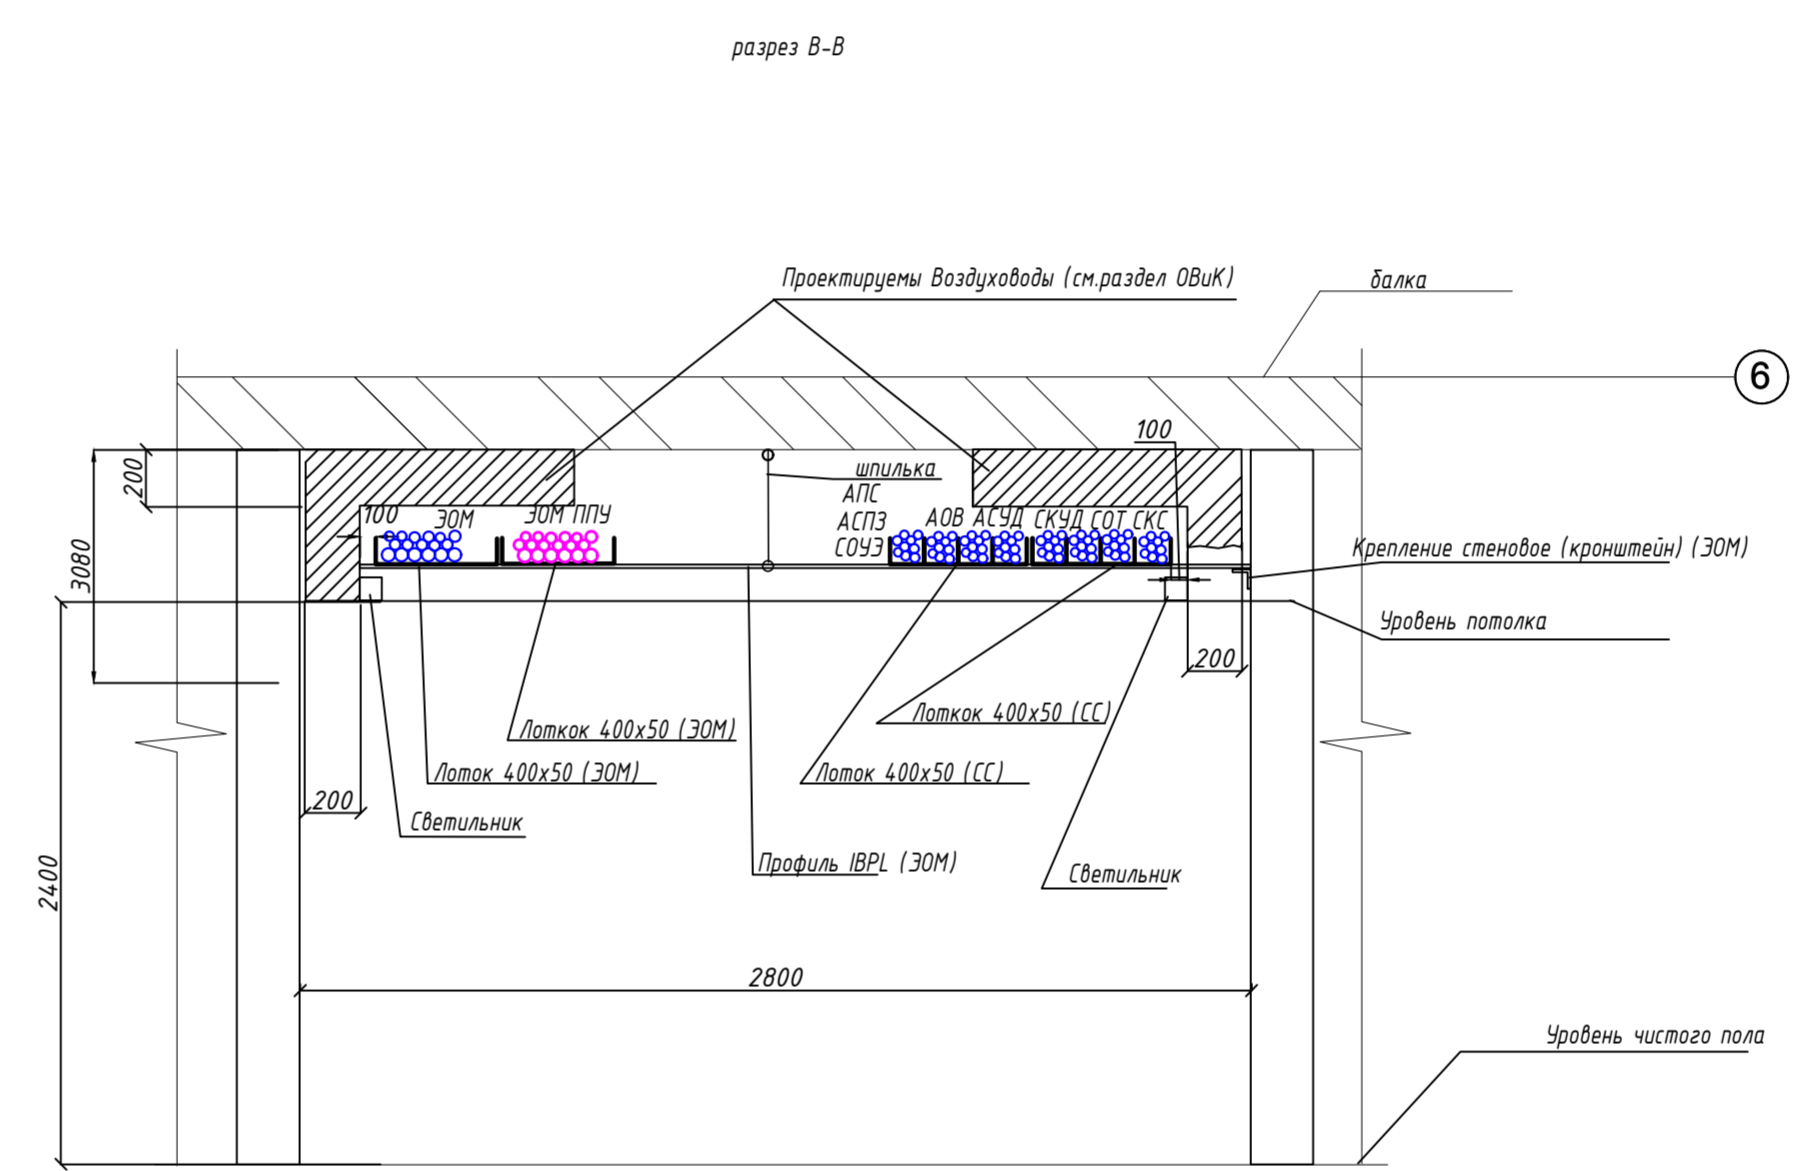 разрез В-В
Проектируемы Воздуховоды (см.раздел ОВиК)
балка
6
100
200
шпилька
АПС
АСПЗ
СОУЭ
100
ЭОМ
ЭОМ ППУ
АОВ АСУД СКУД СОТ СКС
3080
Крепление стеновое (кронштейн) (ЭОМ)
Уровень потолка
200
Лоткок 400х50 (СС)
Лоткок 400х50 (ЭОМ)
Лоток 400х50 (ЭОМ)
Лоток 400х50 (СС)
200
Светильник
Профиль IBPL (ЭОМ)
Светильник
2400
2800
Уровень чистого пола